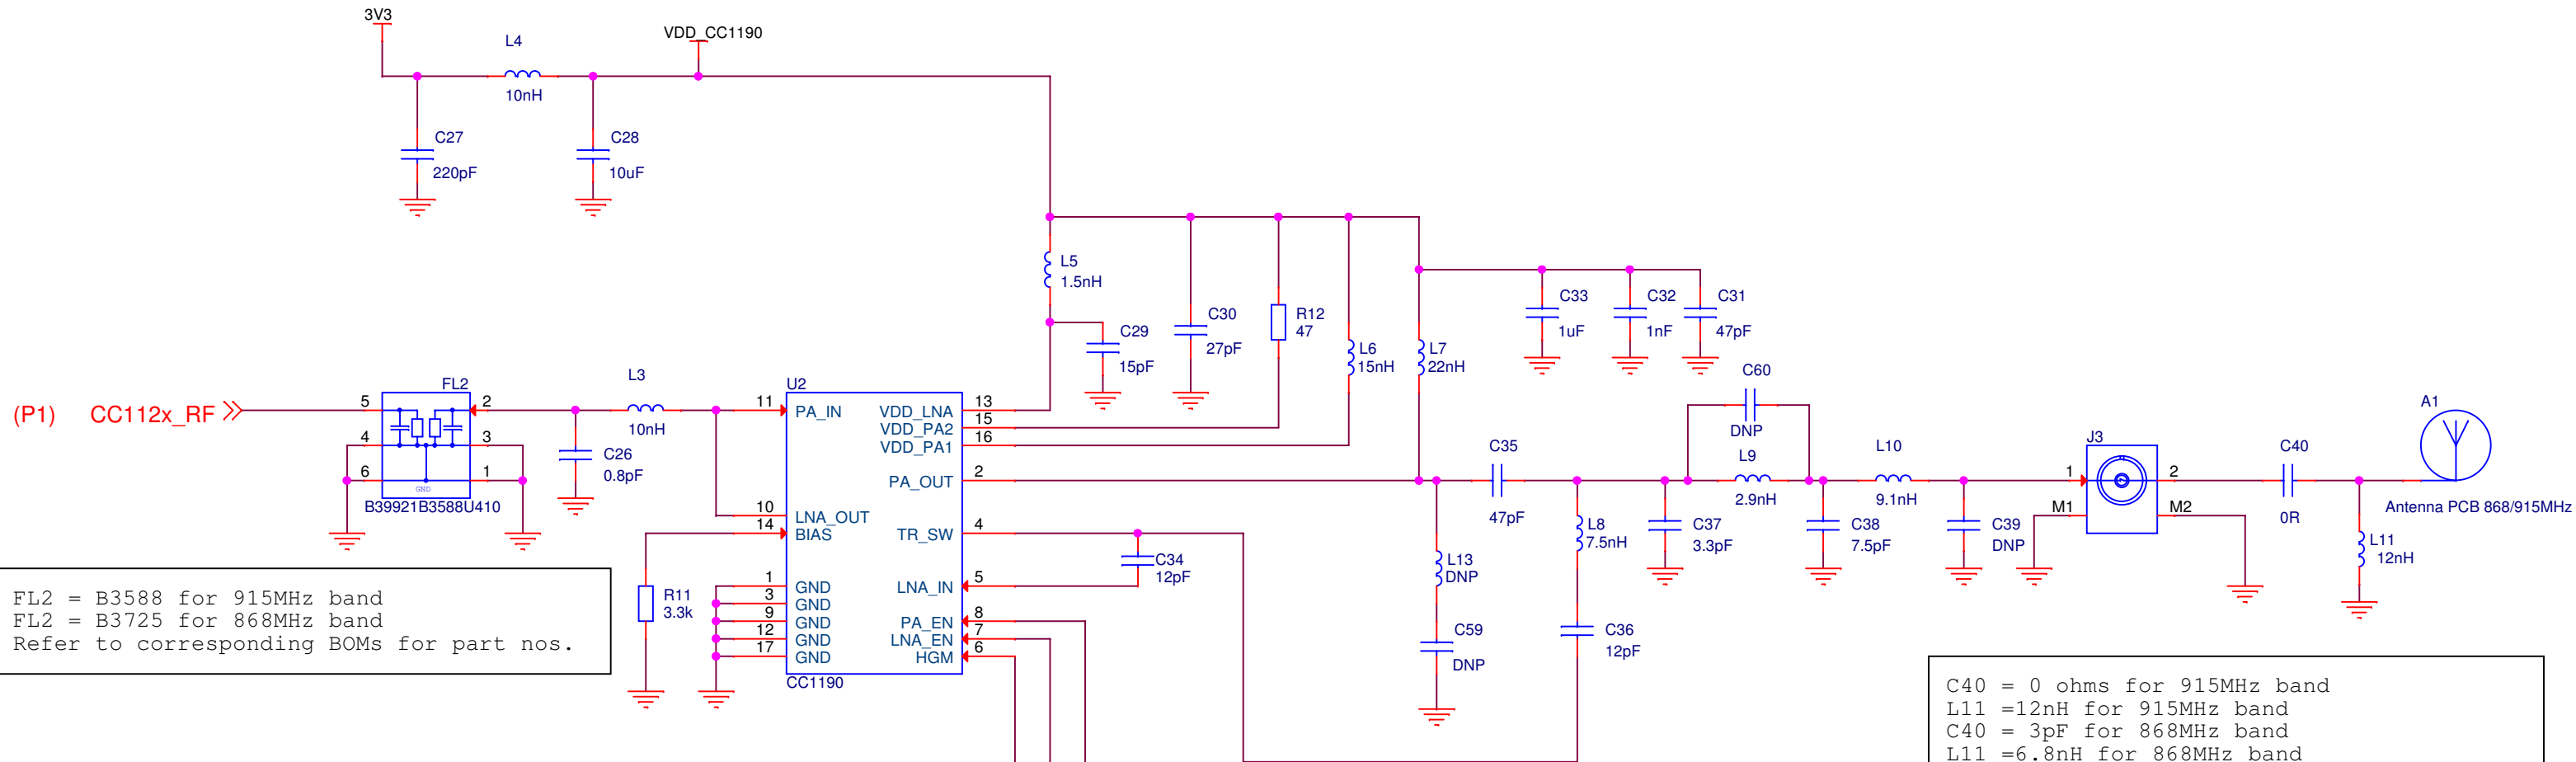 3V3
L4
10nH
VDD_CC1190
C27
220pF
C28
10uF
L5
1.5nH
C29
15pF
C30
27pF
R12
47
L6
15nH
L7
22nH
C33
1uF
C32
1nF
C31
47pF
(P1) CC112x_RF
FL2
5
4
6
2
3
1
GND
B39921B3588U410
C26
0.8pF
L3
10nH
U2
11 PA_IN
10 LNA_OUT
14 BIAS
1 GND
3 GND
9 GND
12 GND
17 GND
VDD_LNA 13
VDD_PA2 15
VDD_PA1 16
PA_OUT 2
TR_SW 4
LNA_IN 5
PA_EN 8
LNA_EN 7
HGM 6
CC1190
R11
3.3k
C34
12pF
L13
DNP
C59
DNP
C35
47pF
L8
7.5nH
C36
12pF
C37
3.3pF
C60
DNP
L9
2.9nH
C38
7.5pF
L10
9.1nH
C39
DNP
J3
1
2
M1
M2
C40
0R
L11
12nH
A1
Antenna PCB 868/915MHz
FL2 = B3588 for 915MHz band
FL2 = B3725 for 868MHz band
Refer to corresponding BOMs for part nos.
C40 = 0 ohms for 915MHz band
L11 =12nH for 915MHz band
C40 = 3pF for 868MHz band
L11 =6.8nH for 868MHz band